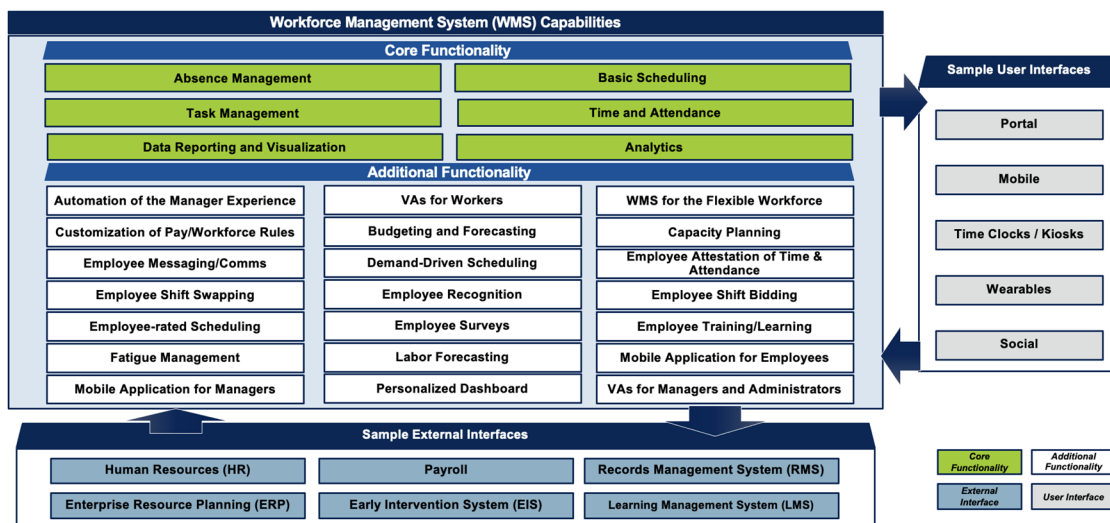 Workforce Management System (WMS) Capabilities
Core Functionality
Absence Management
Basic Scheduling
Task Management
Time and Attendance
Data Reporting and Visualization
Analytics
Additional Functionality
Automation of the Manager Experience
VAs for Workers
WMS for the Flexible Workforce
Customization of Pay/Workforce Rules
Budgeting and Forecasting
Capacity Planning
Employee Messaging/Comms
Demand-Driven Scheduling
Employee Attestation of Time &
Attendance
Employee Shift Swapping
Employee Recognition
Employee Shift Bidding
Employee-rated Scheduling
Employee Surveys
Employee Training/Learning
Fatigue Management
Labor Forecasting
Mobile Application for Employees
Mobile Application for Managers
Personalized Dashboard
VAs for Managers and Administrators
Sample User Interfaces
Portal
Mobile
Time Clocks / Kiosks
Wearables
Social
Sample External Interfaces
Human Resources (HR)
Payroll
Records Management System (RMS)
Enterprise Resource Planning (ERP)
Early Intervention System (EIS)
Learning Management System (LMS)
Core
Functionality
Additional
Functionality
External
Interface
User Interface